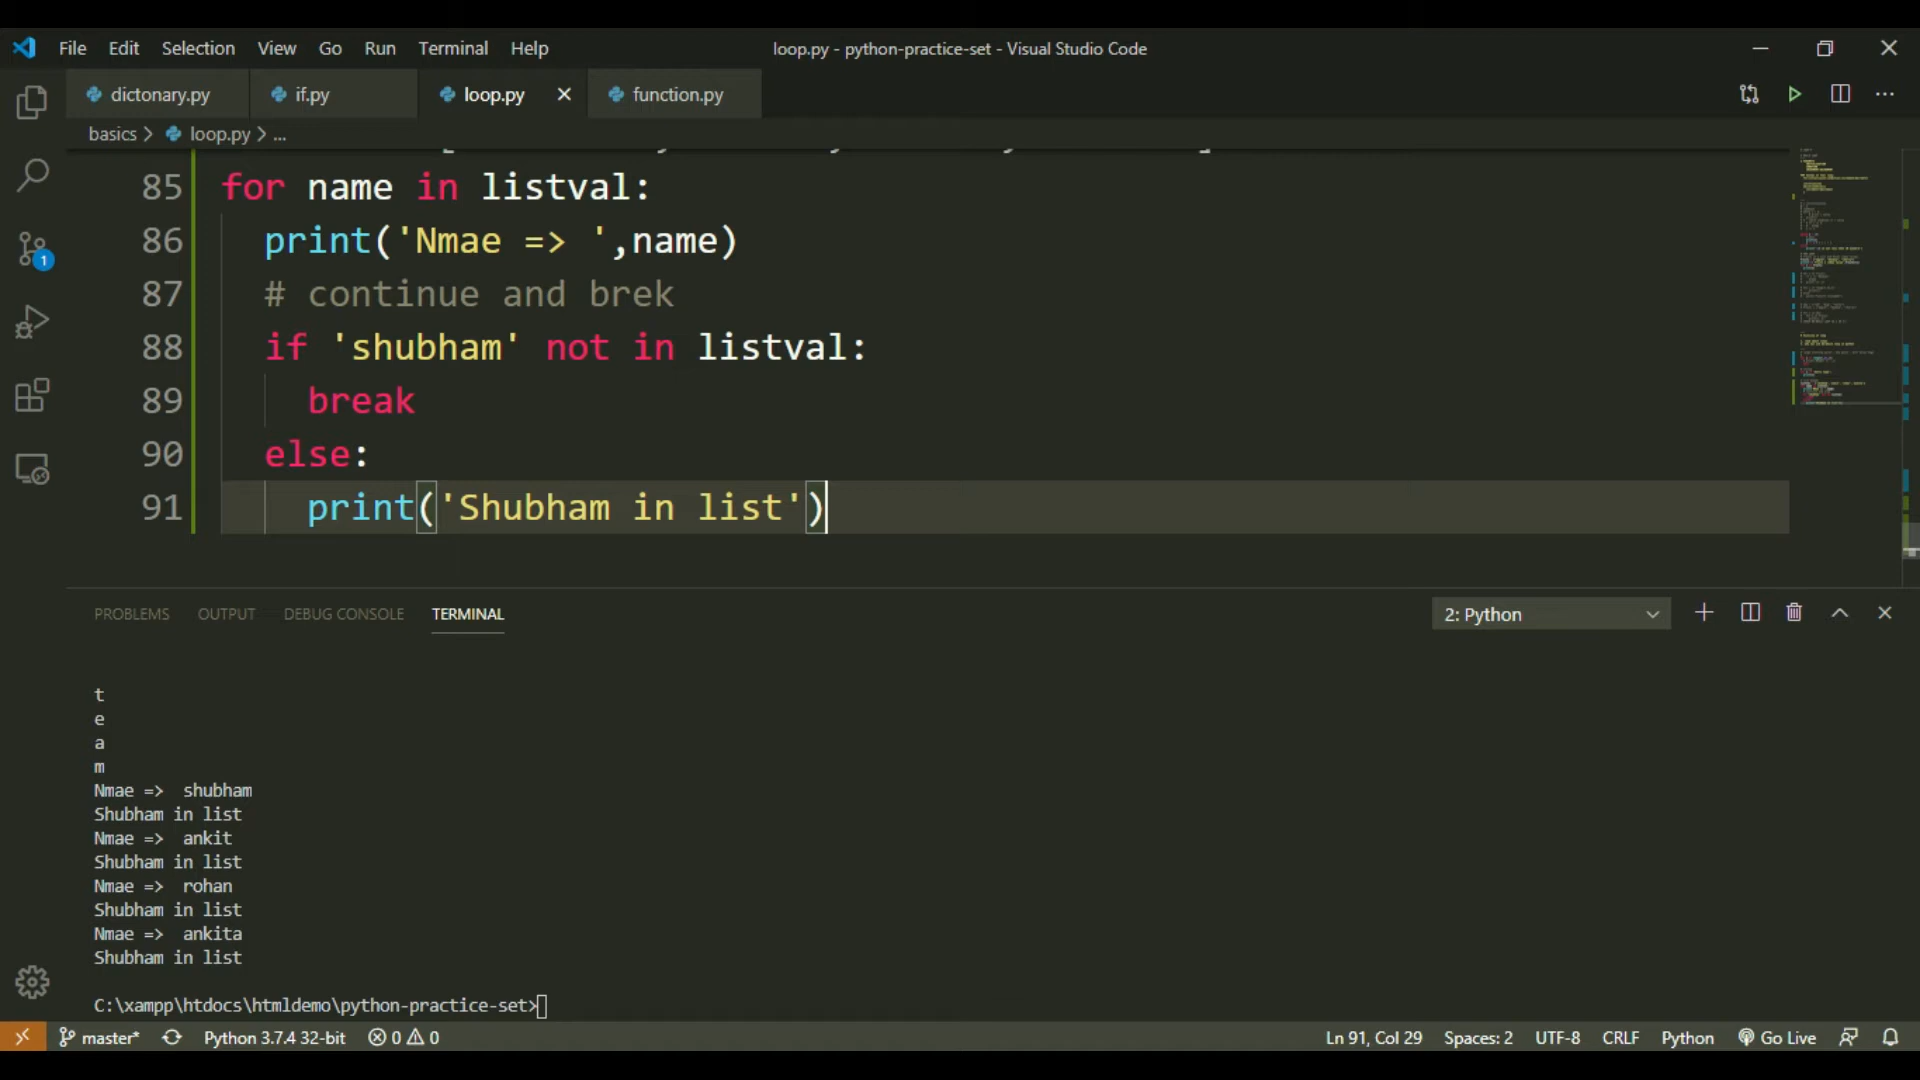 File Edit Selection View Go Run Terminal Help
loop.py - python-practice-set - Visual Studio Code
dictonary.py if.py loop.py function.py
basics > loop.py > ...
85 for name in listval:
86 print('Nmae => ',name)
87 # continue and brek
88 if 'shubham' not in listval:
89 break
90 else:
91 print('Shubham in list')
1
PROBLEMS OUTPUT DEBUG CONSOLE TERMINAL
2: Python
t
e
a
m
Nmae =>  shubham
Shubham in list
Nmae =>  ankit
Shubham in list
Nmae =>  rohan
Shubham in list
Nmae =>  ankita
Shubham in list
C:\xampp\htdocs\htmldemo\python-practice-set>
master* Python 3.7.4 32-bit 0 0 Ln 91, Col 29 Spaces: 2 UTF-8 CRLF Python Go Live